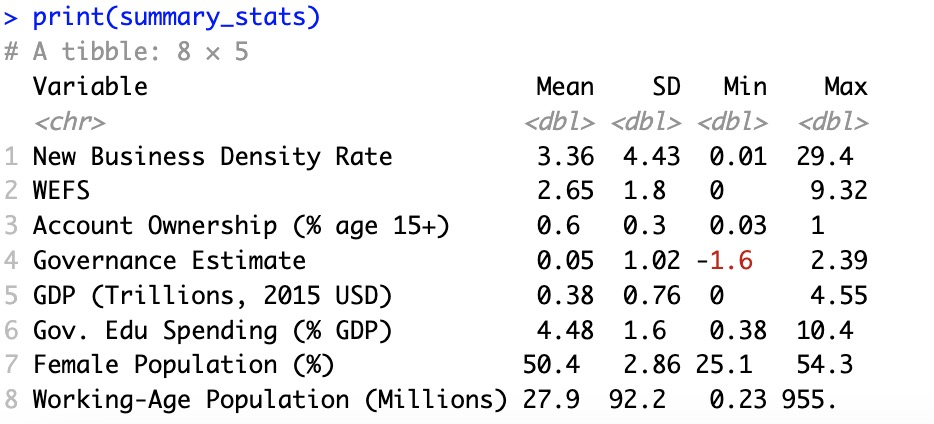 > print(summary_stats)
# A tibble: 8 × 5
  Variable                           Mean    SD   Min    Max
  <chr>                             <dbl> <dbl> <dbl>  <dbl>
1 New Business Density Rate          3.36  4.43  0.01  29.4
2 WEFS                               2.65  1.8   0      9.32
3 Account Ownership (% age 15+)      0.6   0.3   0.03   1
4 Governance Estimate                0.05  1.02 -1.6    2.39
5 GDP (Trillions, 2015 USD)          0.38  0.76  0      4.55
6 Gov. Edu Spending (% GDP)          4.48  1.6   0.38  10.4
7 Female Population (%)             50.4   2.86 25.1   54.3
8 Working-Age Population (Millions) 27.9  92.2   0.23 955.